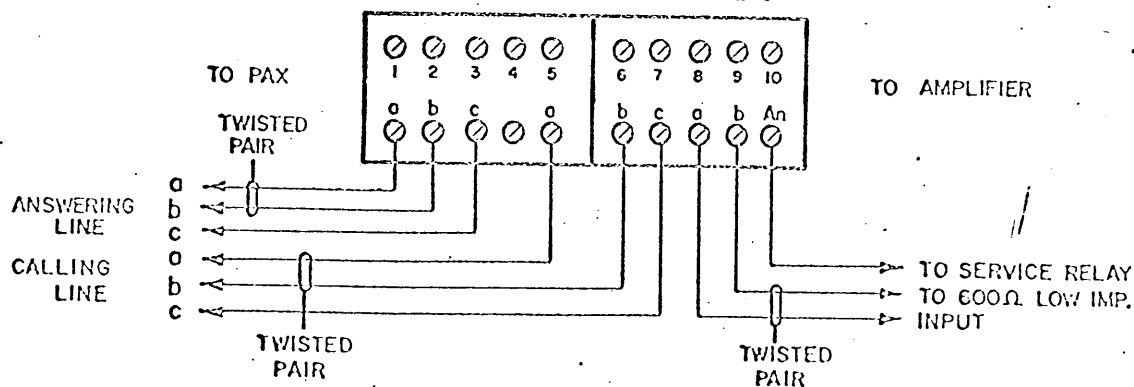 1 2 3 4 5 6 7 8 9 10
TO PAX
TO AMPLIFIER
a b c a b c a b An
TWISTED
PAIR
ANSWERING
LINE
a
b
c
CALLING
LINE
a
b
c
TO SERVICE RELAY
TO 600Ω LOW IMP.
INPUT
TWISTED
PAIR
TWISTED
PAIR